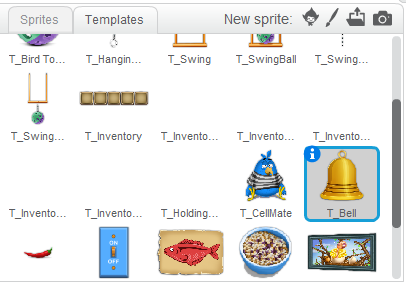 Sprites Templates New sprite:
T_Bird To... T_Hangin... T_Swing T_SwingBall T_Swing...
T_Swing... T_Inventory T_Invento... T_Invento... T_Invento...
T_Invento... T_Invento... T_Holding... T_CellMate T_Bell
ON
OFF